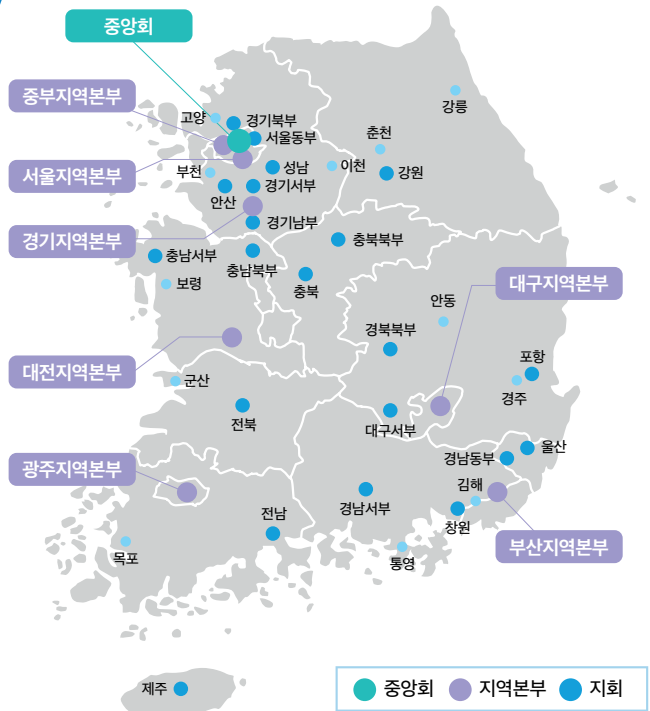 중앙회
중부지역본부
고양
경기북부
강릉
서울동부
춘천
서울지역본부
부천
성남
이천
강원
안산
경기서부
경기지역본부
경기남부
충북북부
충남서부
충남북부
보령
충북
대구지역본부
안동
경북북부
대전지역본부
군산
포항
경주
전북
대구서부
광주지역본부
경남동부
울산
김해
전남
경남서부
창원
부산지역본부
목포
통영
제주
중앙회 지역본부 지회